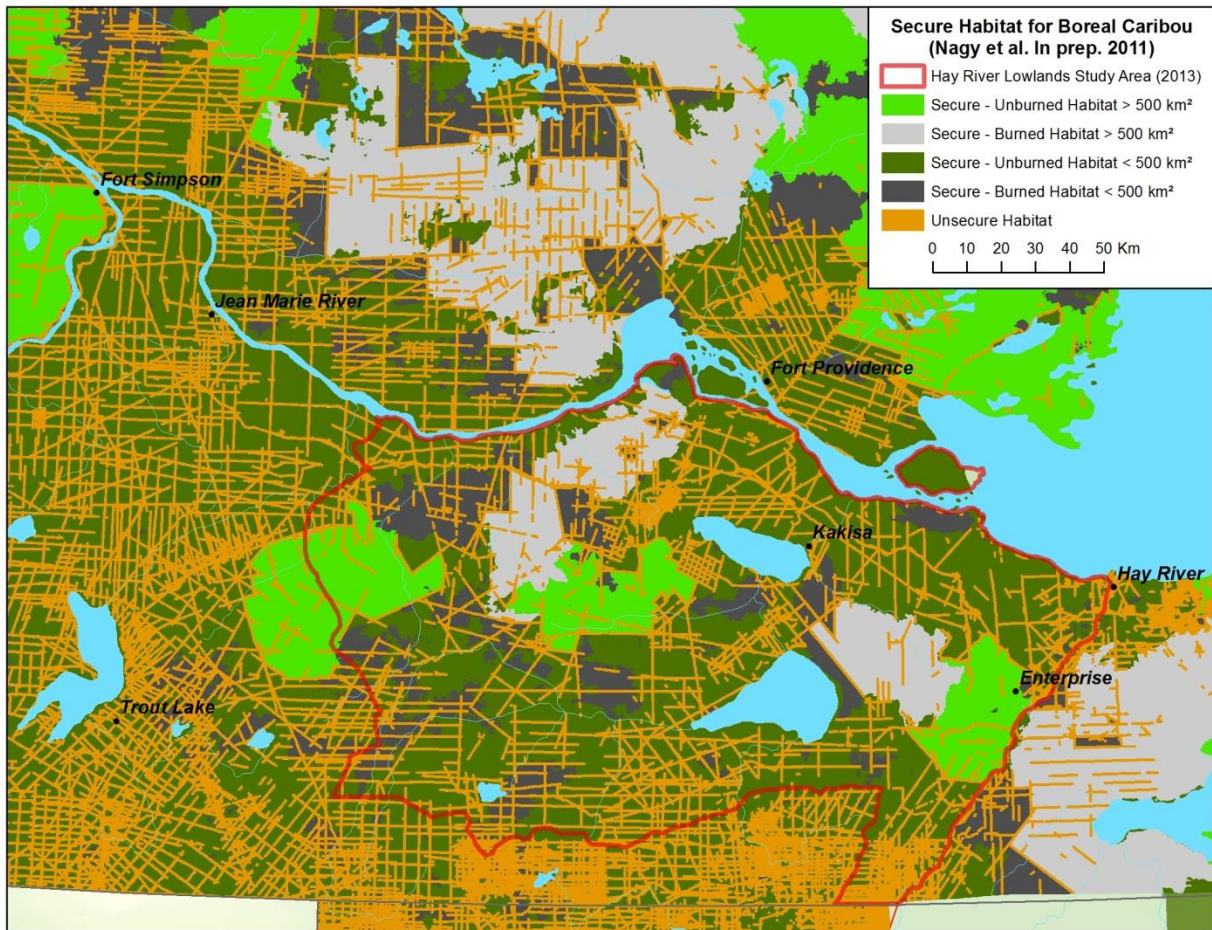 Secure Habitat for Boreal Caribou
(Nagy et al. In prep. 2011)
Hay River Lowlands Study Area (2013)
Secure - Unburned Habitat > 500 km²
Secure - Burned Habitat > 500 km²
Secure - Unburned Habitat < 500 km²
Secure - Burned Habitat < 500 km²
Unsecure Habitat
0 10 20 30 40 50 Km
Fort Simpson
Jean Marie River
Fort Providence
Kakisa
Hay River
Enterprise
Trout Lake